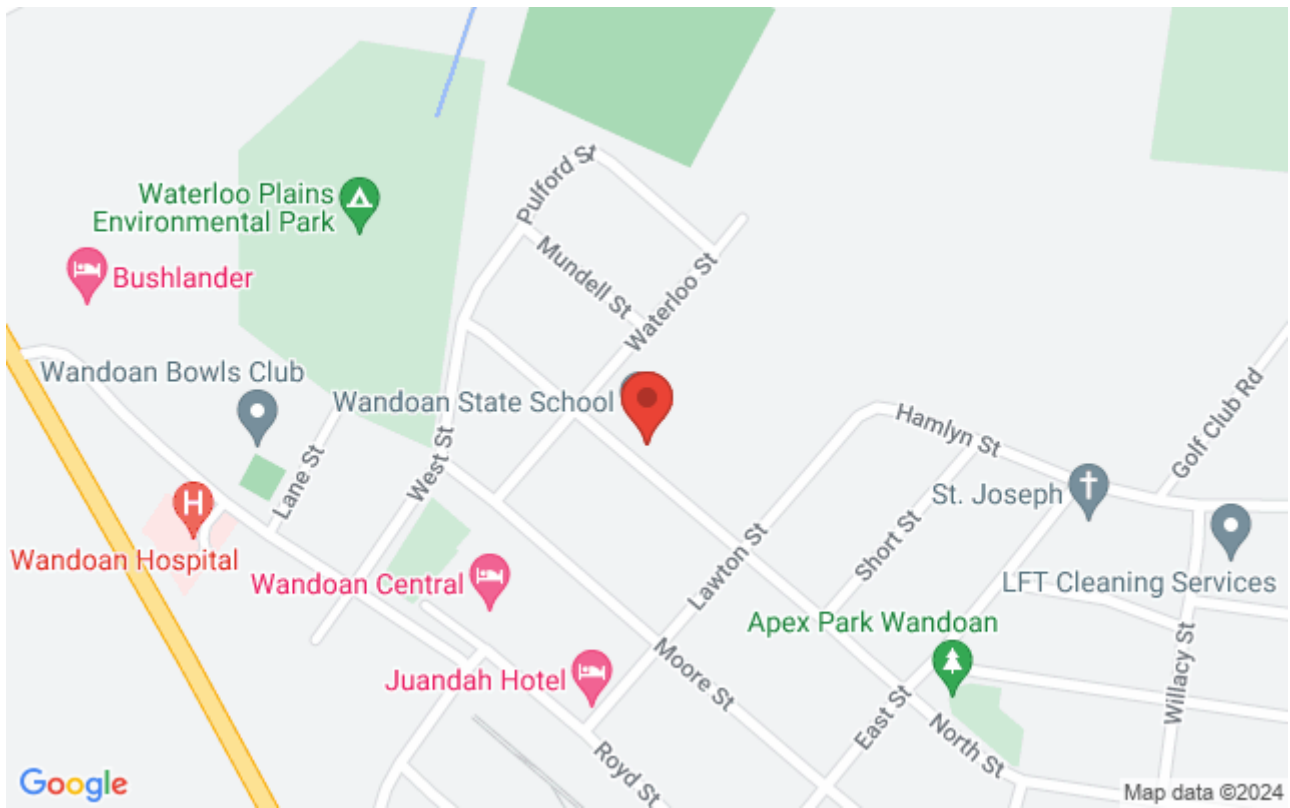 Pulford St
Waterloo Plains
Environmental Park
Mundell St
Waterloo St
Bushlander
Wandoan Bowls Club
Wandoan State School
Golf Club Rd
Hamlyn St
Lane St
West St
St. Joseph
H
Wandoan Hospital
Short St
Lawton St
Wandoan Central
LFT Cleaning Services
Apex Park Wandoan
Juandah Hotel
Moore St
Willacy St
East St
North St
Royd St
Google
Map data ©2024